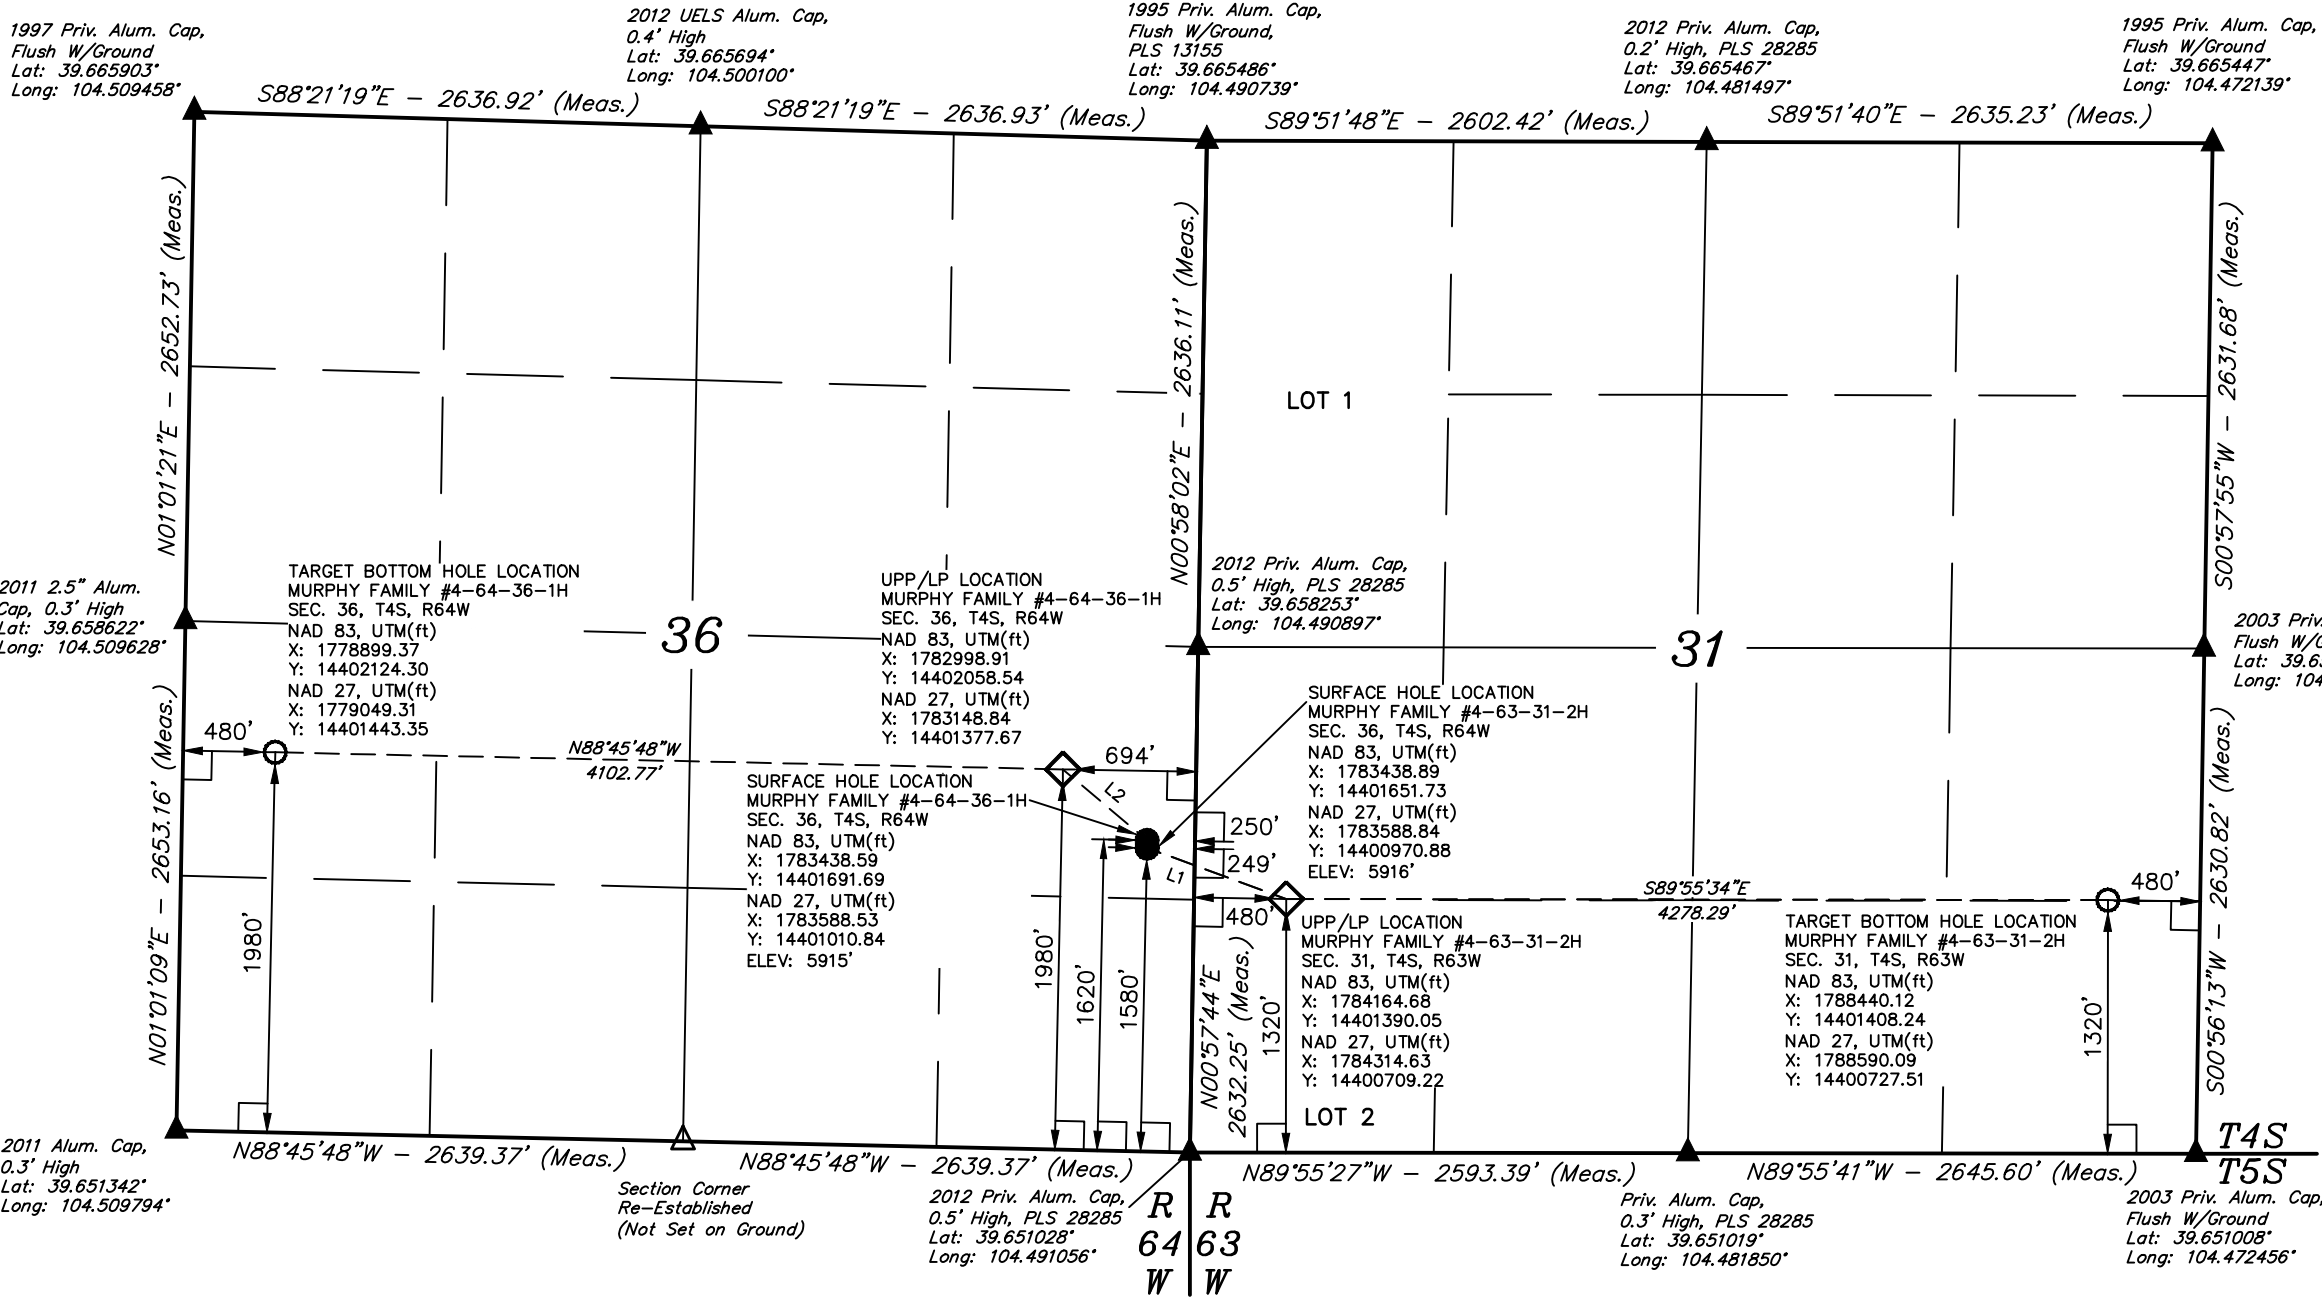 1997 Priv. Alum. Cap,
Flush W/Ground
Lat: 39.665903°
Long: 104.509458°
2012 UELS Alum. Cap,
0.4' High
Lat: 39.665694°
Long: 104.500100°
1995 Priv. Alum. Cap,
Flush W/Ground,
PLS 13155
Lat: 39.665486°
Long: 104.490739°
2012 Priv. Alum. Cap,
0.2' High, PLS 28285
Lat: 39.665467°
Long: 104.481497°
1995 Priv. Alum. Cap,
Flush W/Ground
Lat: 39.665447°
Long: 104.472139°
S88°21'19"E - 2636.92' (Meas.)
S88°21'19"E - 2636.93' (Meas.)
S89°51'48"E - 2602.42' (Meas.)
S89°51'40"E - 2635.23' (Meas.)
N01°01'21"E - 2652.73' (Meas.)
N00°58'02"E - 2636.11' (Meas.)
S00°57'55"W - 2631.68' (Meas.)
LOT 1
2011 2.5" Alum.
Cap, 0.3' High
Lat: 39.658622°
Long: 104.509628°
TARGET BOTTOM HOLE LOCATION
MURPHY FAMILY #4-64-36-1H
SEC. 36, T4S, R64W
NAD 83, UTM(ft)
X: 1778899.37
Y: 14402124.30
NAD 27, UTM(ft)
X: 1779049.31
Y: 14401443.35
36
UPP/LP LOCATION
MURPHY FAMILY #4-64-36-1H
SEC. 36, T4S, R64W
NAD 83, UTM(ft)
X: 1782998.91
Y: 14402058.54
NAD 27, UTM(ft)
X: 1783148.84
Y: 14401377.67
2012 Priv. Alum. Cap,
0.5' High, PLS 28285
Lat: 39.658253°
Long: 104.490897°
31
2003 Priv.
Flush W/G
Lat: 39.65
Long: 104
SURFACE HOLE LOCATION
MURPHY FAMILY #4-63-31-2H
SEC. 36, T4S, R64W
NAD 83, UTM(ft)
X: 1783438.89
Y: 14401651.73
NAD 27, UTM(ft)
X: 1783588.84
Y: 14400970.88
ELEV: 5916'
480'
N88°45'48"W
4102.77'
694'
L2
SURFACE HOLE LOCATION
MURPHY FAMILY #4-64-36-1H
SEC. 36, T4S, R64W
NAD 83, UTM(ft)
X: 1783438.59
Y: 14401691.69
NAD 27, UTM(ft)
X: 1783588.53
Y: 14401010.84
ELEV: 5915'
250'
249'
L1
480'
S89°55'34"E
4278.29'
480'
N01°01'09"E - 2653.16' (Meas.)
1980'
1980'
1620'
1580'
N00°57'44"E
2632.25' (Meas.)
1320'
UPP/LP LOCATION
MURPHY FAMILY #4-63-31-2H
SEC. 31, T4S, R63W
NAD 83, UTM(ft)
X: 1784164.68
Y: 14401390.05
NAD 27, UTM(ft)
X: 1784314.63
Y: 14400709.22
LOT 2
TARGET BOTTOM HOLE LOCATION
MURPHY FAMILY #4-63-31-2H
SEC. 31, T4S, R63W
NAD 83, UTM(ft)
X: 1788440.12
Y: 14401408.24
NAD 27, UTM(ft)
X: 1788590.09
Y: 14400727.51
1320'
S00°56'13"W - 2630.82' (Meas.)
2011 Alum. Cap,
0.3' High
Lat: 39.651342°
Long: 104.509794°
N88°45'48"W - 2639.37' (Meas.)
N88°45'48"W - 2639.37' (Meas.)
N89°55'27"W - 2593.39' (Meas.)
N89°55'41"W - 2645.60' (Meas.)
T4S
T5S
Section Corner
Re-Established
(Not Set on Ground)
2012 Priv. Alum. Cap,
0.5' High, PLS 28285
Lat: 39.651028°
Long: 104.491056°
R R
64 63
W W
Priv. Alum. Cap,
0.3' High, PLS 28285
Lat: 39.651019°
Long: 104.481850°
2003 Priv. Alum. Cap,
Flush W/Ground
Lat: 39.651008°
Long: 104.472456°